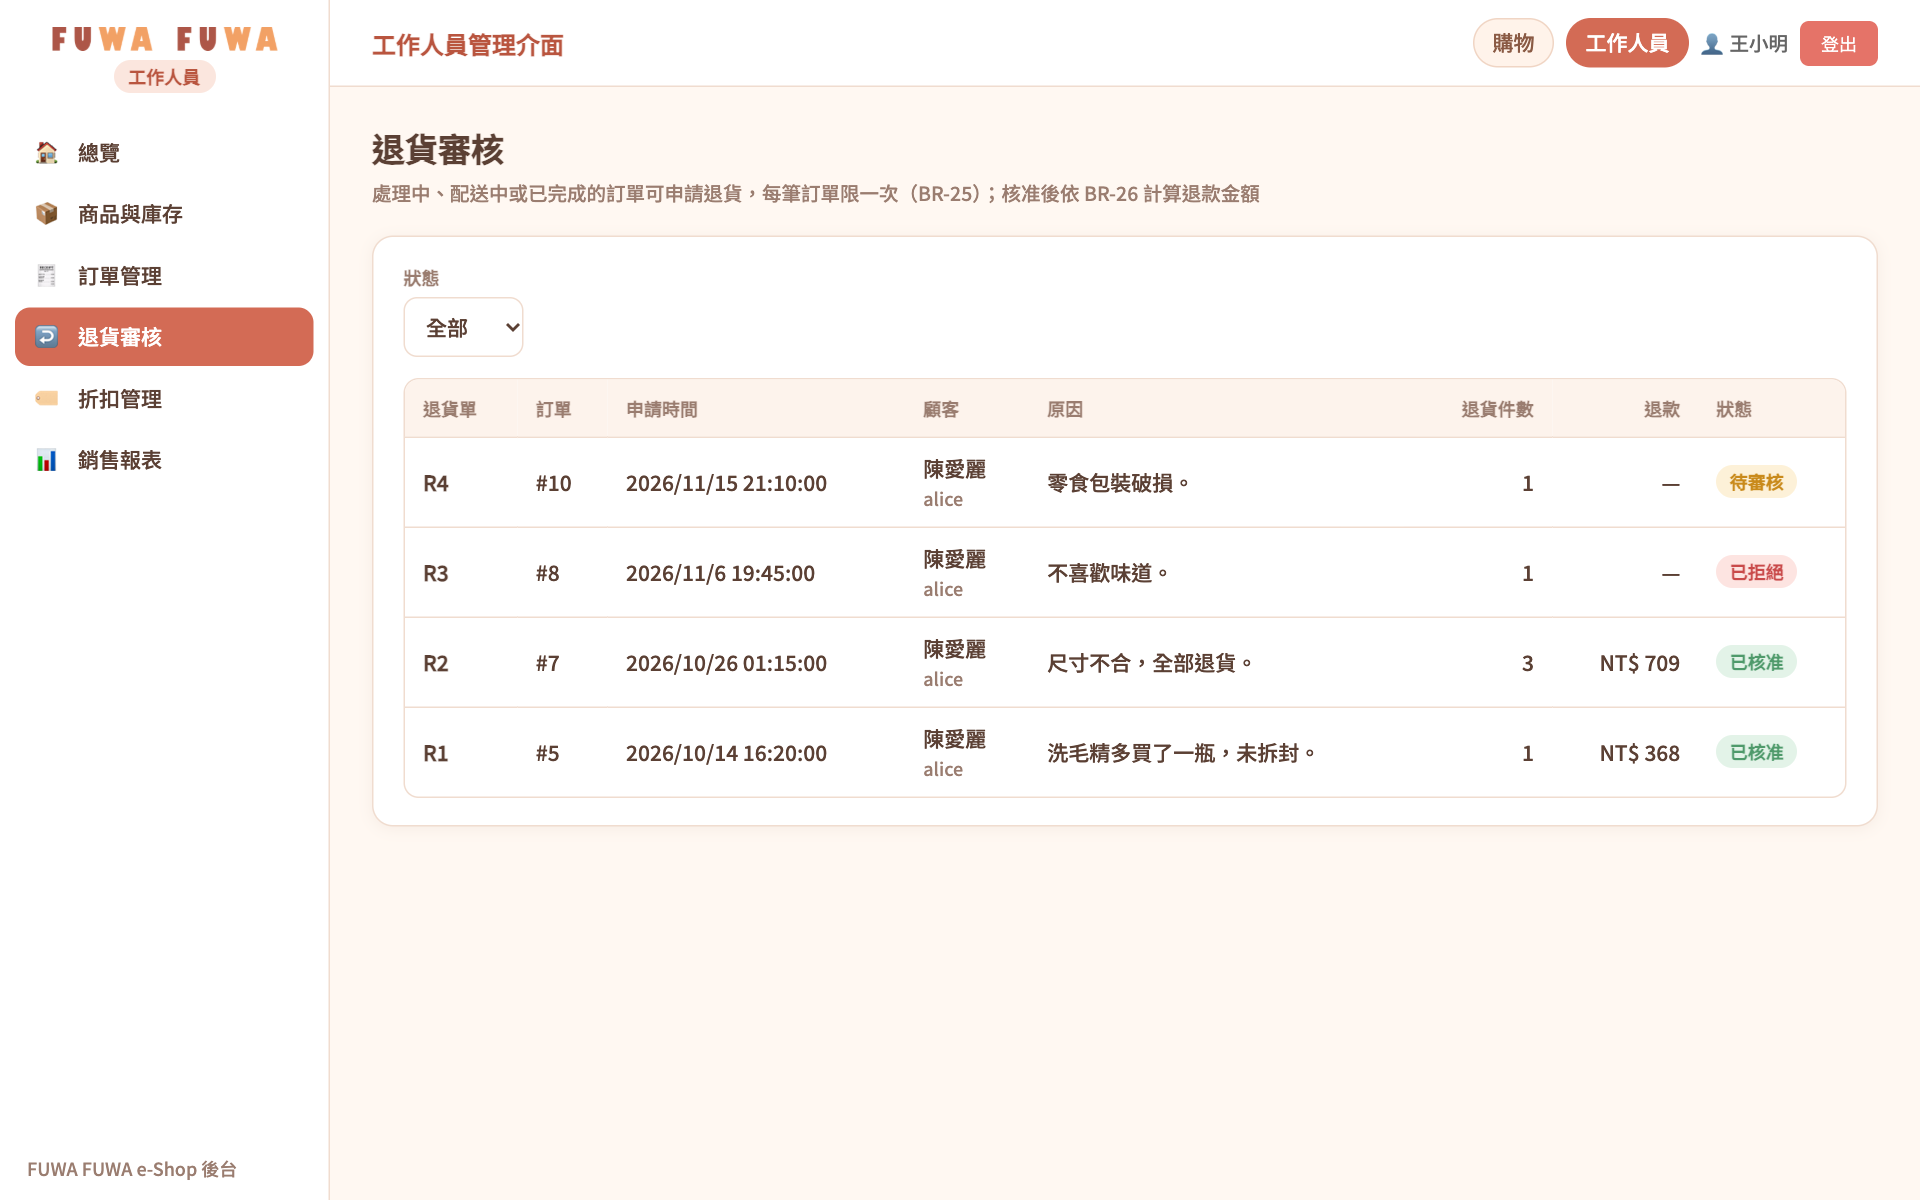 FUWA FUWA
工作人員
總覽
商品與庫存
訂單管理
退貨審核
折扣管理
銷售報表
FUWA FUWA e-Shop 後台
工作人員管理介面
購物
工作人員
王小明
登出
退貨審核
處理中、配送中或已完成的訂單可申請退貨，每筆訂單限一次（BR-25）；核准後依 BR-26 計算退款金額
狀態
全部
退貨單 訂單 申請時間 顧客 原因 退貨件數 退款 狀態
R4 #10 2026/11/15 21:10:00 陳愛麗 alice 零食包裝破損。 1 — 待審核
R3 #8 2026/11/6 19:45:00 陳愛麗 alice 不喜歡味道。 1 — 已拒絕
R2 #7 2026/10/26 01:15:00 陳愛麗 alice 尺寸不合，全部退貨。 3 NT$ 709 已核准
R1 #5 2026/10/14 16:20:00 陳愛麗 alice 洗毛精多買了一瓶，未拆封。 1 NT$ 368 已核准